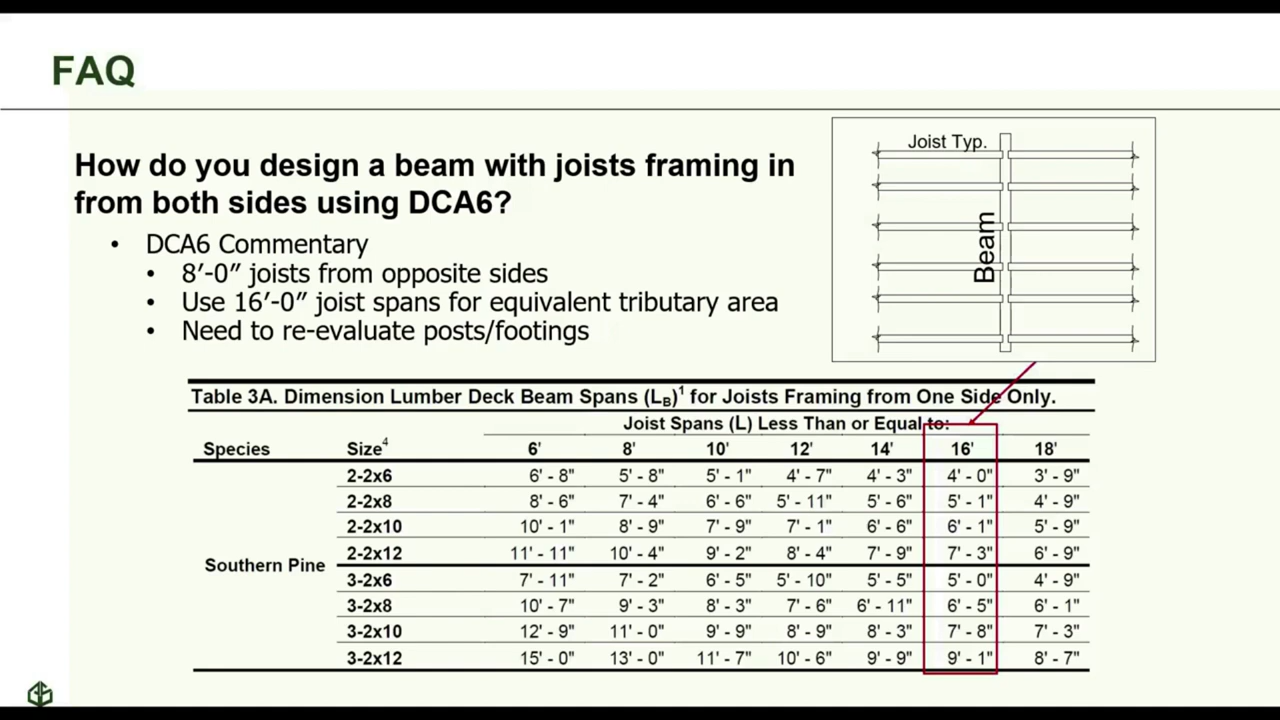 FAQ
How do you design a beam with joists framing in
from both sides using DCA6?
• DCA6 Commentary
• 8′-0″ joists from opposite sides
• Use 16′-0″ joist spans for equivalent tributary area
• Need to re-evaluate posts/footings
Joist Typ.
Beam
Table 3A. Dimension Lumber Deck Beam Spans (LB)1 for Joists Framing from One Side Only.
Joist Spans (L) Less Than or Equal to:
Species Size4 6' 8' 10' 12' 14' 16' 18'
2-2x6 6' - 8" 5' - 8" 5' - 1" 4' - 7" 4' - 3" 4' - 0" 3' - 9"
2-2x8 8' - 6" 7' - 4" 6' - 6" 5' - 11" 5' - 6" 5' - 1" 4' - 9"
2-2x10 10' - 1" 8' - 9" 7' - 9" 7' - 1" 6' - 6" 6' - 1" 5' - 9"
2-2x12 11' - 11" 10' - 4" 9' - 2" 8' - 4" 7' - 9" 7' - 3" 6' - 9"
Southern Pine
3-2x6 7' - 11" 7' - 2" 6' - 5" 5' - 10" 5' - 5" 5' - 0" 4' - 9"
3-2x8 10' - 7" 9' - 3" 8' - 3" 7' - 6" 6' - 11" 6' - 5" 6' - 1"
3-2x10 12' - 9" 11' - 0" 9' - 9" 8' - 9" 8' - 3" 7' - 8" 7' - 3"
3-2x12 15' - 0" 13' - 0" 11' - 7" 10' - 6" 9' - 9" 9' - 1" 8' - 7"